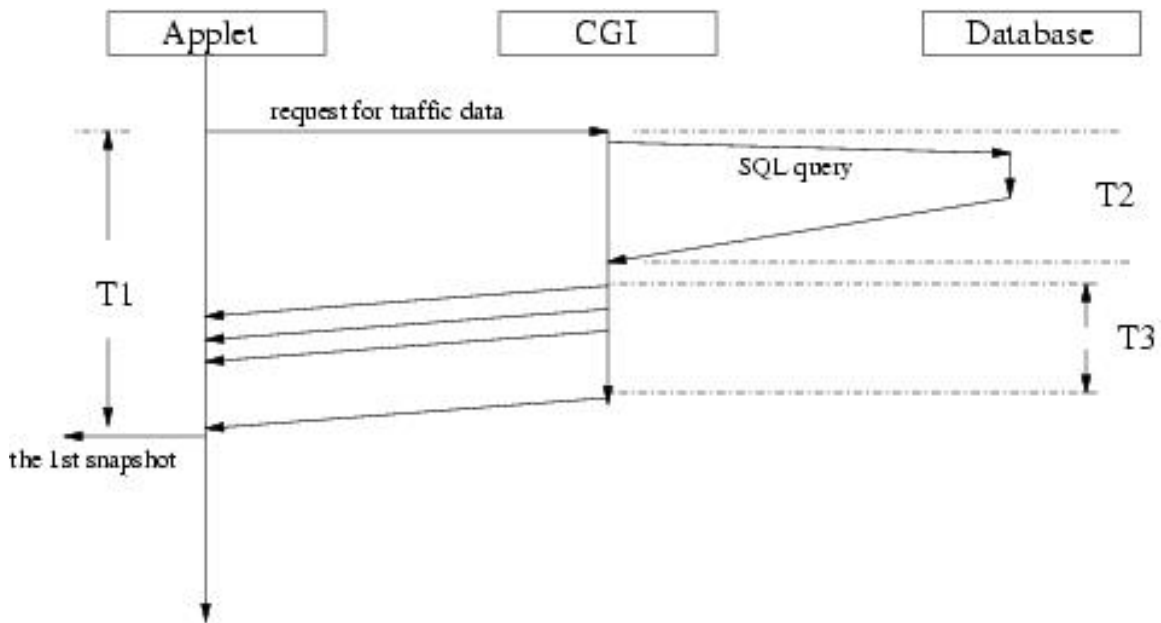 Applet
CGI
Database
request for traffic data
SQL query
T2
T1
T3
the 1st snapshot